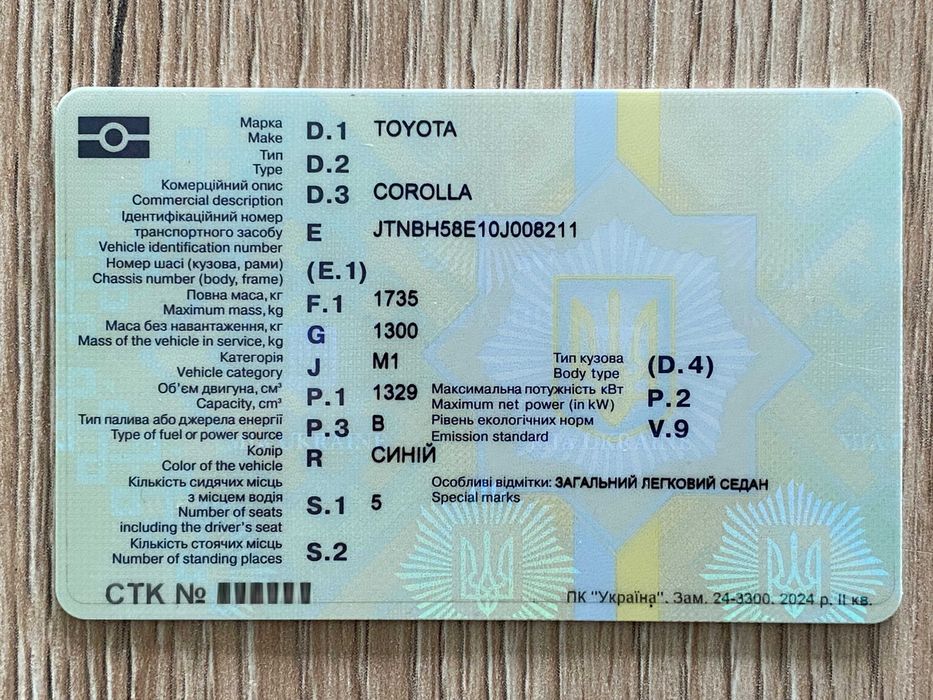 Марка
Make D.1 TOYOTA
Тип
Type D.2
Комерційний опис
Commercial description D.3 COROLLA
Ідентифікаційний номер
транспортного засобу
Vehicle identification number E JTNBH58E10J008211
Номер шасі (кузова, рами)
Chassis number (body, frame) (E.1)
Повна маса, кг
Maximum mass, kg F.1 1735
Маса без навантаження, кг
Mass of the vehicle in service, kg G 1300
Категорія
Vehicle category J M1
Тип кузова
Body type (D.4)
Об'єм двигуна, см³
Capacity, cm³ P.1 1329
Максимальна потужність кВт
Maximum net power (in kW) P.2
Тип палива або джерела енергії
Type of fuel or power source P.3 B
Рівень екологічних норм
Emission standard V.9
Колір
Color of the vehicle R СИНІЙ
Кількість сидячих місць
з місцем водія
Number of seats
including the driver's seat S.1 5
Особливі відмітки: ЗАГАЛЬНИЙ ЛЕГКОВИЙ СЕДАН
Special marks
Кількість стоячих місць
Number of standing places S.2
СТК №
ПК "Україна". Зам. 24-3300. 2024 р. II кв.